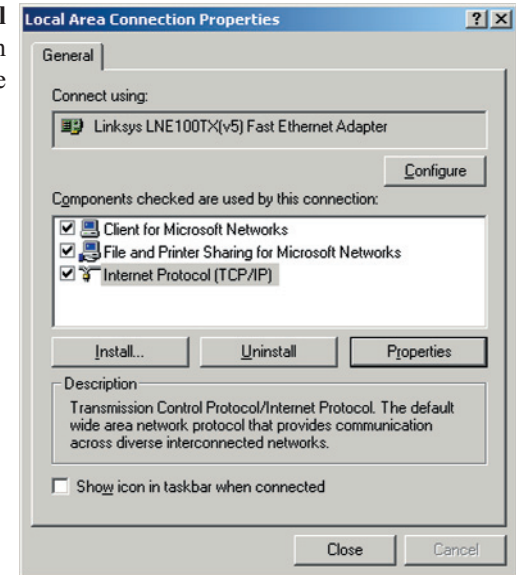 l
n
e
Local Area Connection Properties
General
Connect using:
Linksys LNE100TX(v5) Fast Ethernet Adapter
Configure
Components checked are used by this connection:
Client for Microsoft Networks
File and Printer Sharing for Microsoft Networks
Internet Protocol (TCP/IP)
Install... Uninstall Properties
Description
Transmission Control Protocol/Internet Protocol. The default
wide area network protocol that provides communication
across diverse interconnected networks.
Show icon in taskbar when connected
Close Cancel